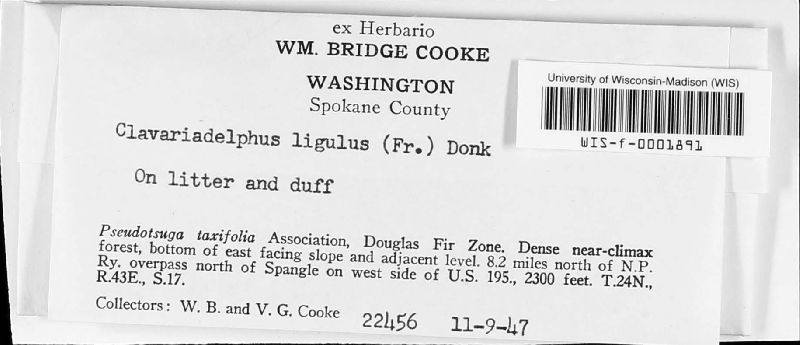 ex Herbario
WM. BRIDGE COOKE
WASHINGTON
Spokane County
University of Wisconsin-Madison (WIS)
WIS-f-0001891
Clavariadelphus ligulus (Fr.) Donk
On litter and duff
Pseudotsuga taxifolia Association, Douglas Fir Zone. Dense near-climax
forest, bottom of east facing slope and adjacent level. 8.2 miles north of N.P.
Ry. overpass north of Spangle on west side of U.S. 195., 2300 feet. T.24N.,
R.43E., S.17.
Collectors: W. B. and V. G. Cooke 22456 11-9-47